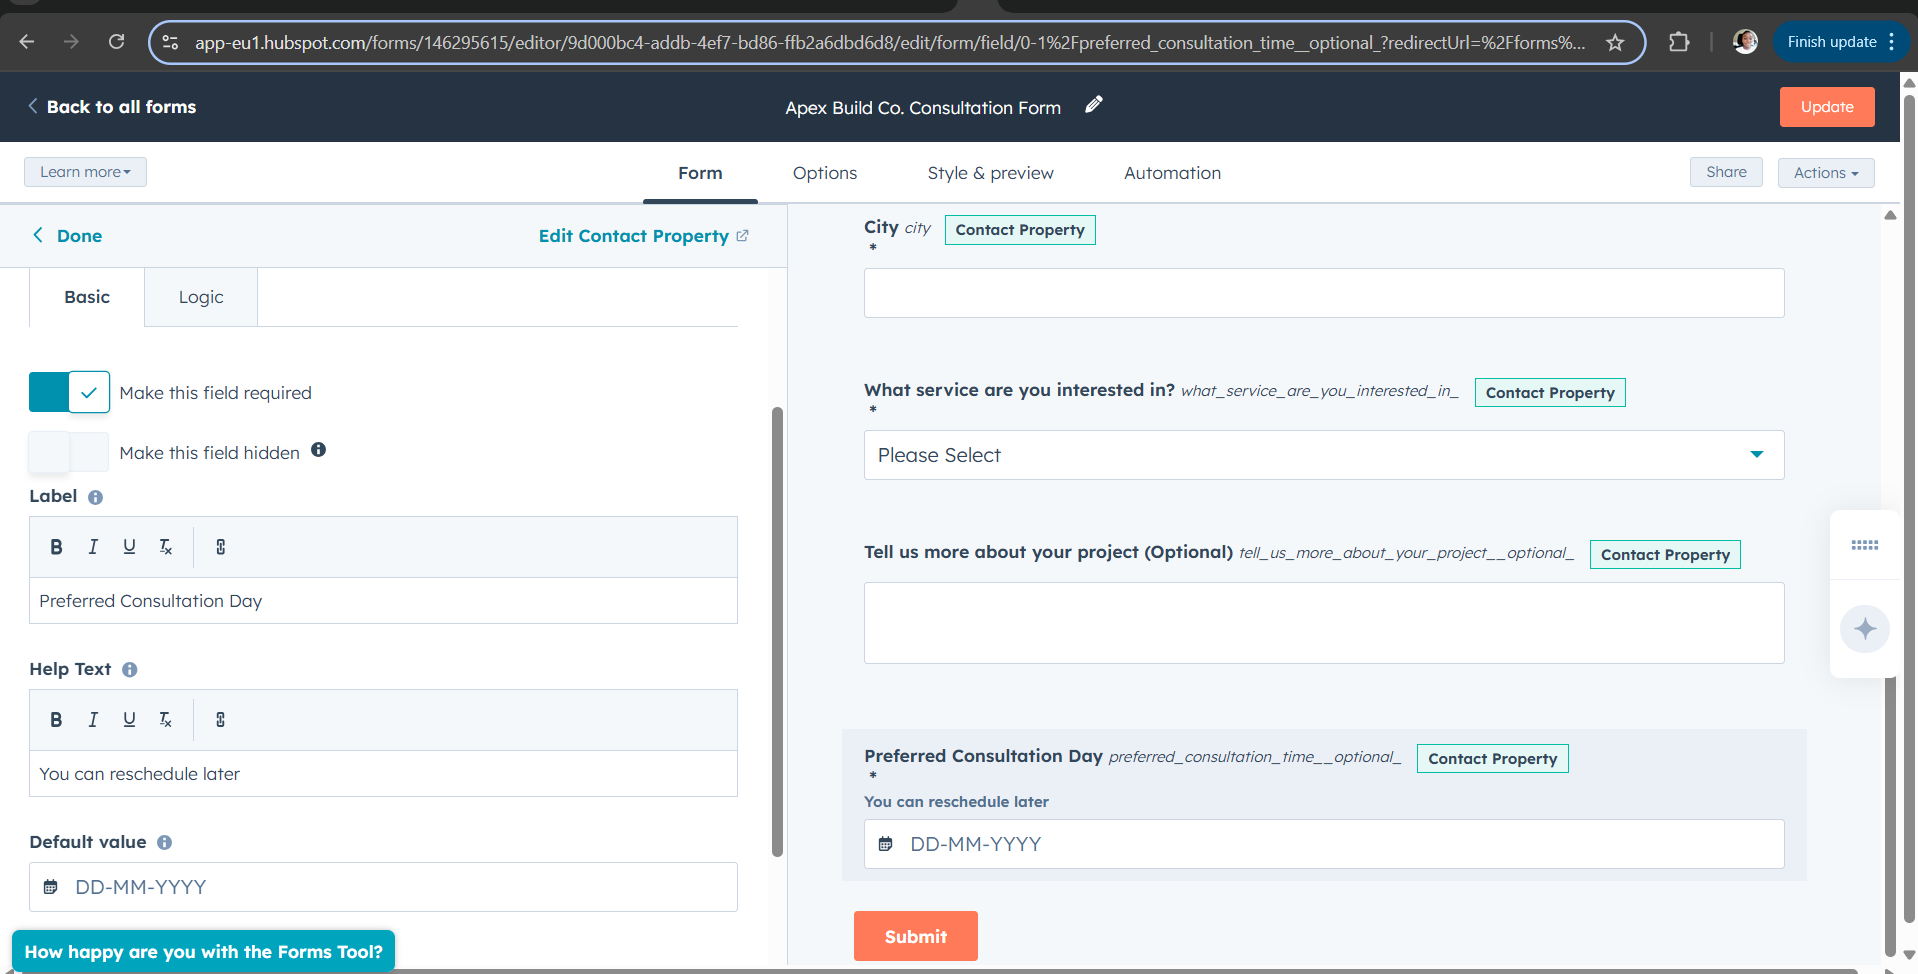 app-eu1.hubspot.com/forms/146295615/editor/9d000bc4-addb-4ef7-bd86-ffb2a6dbd6d8/edit/form/field/0-1%2Fpreferred_consultation_time__optional_?redirectUrl=%2Fforms%...
Finish update
Back to all forms
Apex Build Co. Consultation Form
Update
Learn more
Form
Options
Style & preview
Automation
Share
Actions
Done
Edit Contact Property
Basic
Logic
Make this field required
Make this field hidden
Label
B I U Tx
Preferred Consultation Day
Help Text
B I U Tx
You can reschedule later
Default value
DD-MM-YYYY
How happy are you with the Forms Tool?
City city Contact Property
*
What service are you interested in? what_service_are_you_interested_in_ Contact Property
*
Please Select
Tell us more about your project (Optional) tell_us_more_about_your_project__optional_ Contact Property
Preferred Consultation Day preferred_consultation_time__optional_ Contact Property
*
You can reschedule later
DD-MM-YYYY
Submit